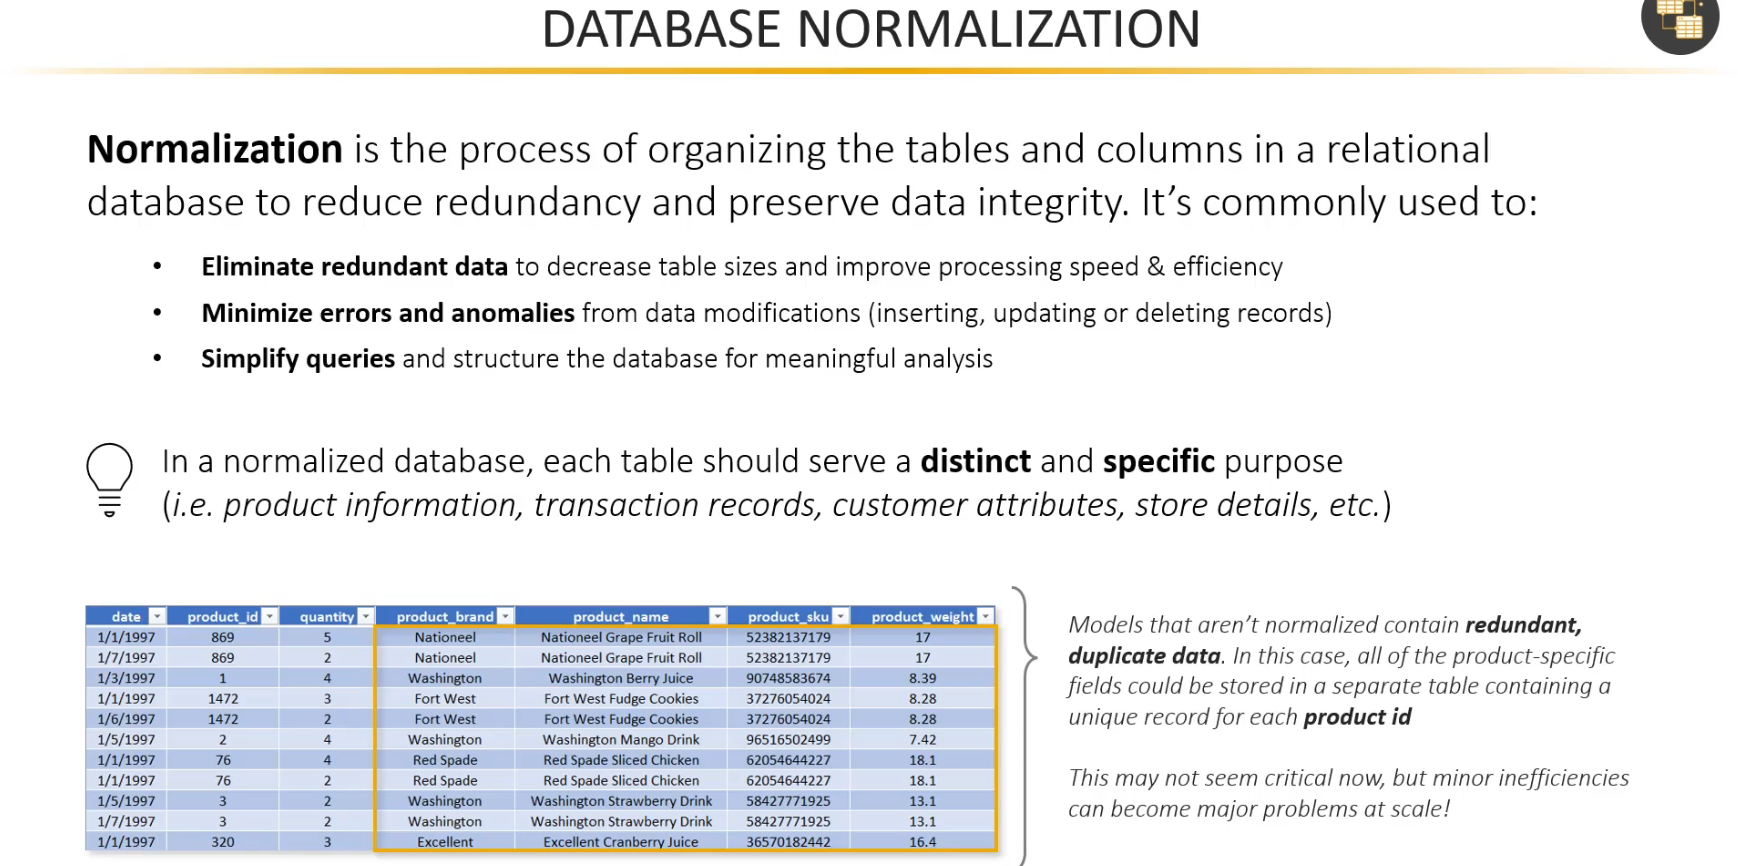 DATABASE NORMALIZATION
Normalization is the process of organizing the tables and columns in a relational
database to reduce redundancy and preserve data integrity. It’s commonly used to:
• Eliminate redundant data to decrease table sizes and improve processing speed & efficiency
• Minimize errors and anomalies from data modifications (inserting, updating or deleting records)
• Simplify queries and structure the database for meaningful analysis
In a normalized database, each table should serve a distinct and specific purpose
(i.e. product information, transaction records, customer attributes, store details, etc.)
date product_id quantity product_brand product_name product_sku product_weight
1/1/1997 869 5 Nationeel Nationeel Grape Fruit Roll 52382137179 17
1/7/1997 869 2 Nationeel Nationeel Grape Fruit Roll 52382137179 17
1/3/1997 1 4 Washington Washington Berry Juice 90748583674 8.39
1/1/1997 1472 3 Fort West Fort West Fudge Cookies 37276054024 8.28
1/6/1997 1472 2 Fort West Fort West Fudge Cookies 37276054024 8.28
1/5/1997 2 4 Washington Washington Mango Drink 96516502499 7.42
1/1/1997 76 4 Red Spade Red Spade Sliced Chicken 62054644227 18.1
1/1/1997 76 2 Red Spade Red Spade Sliced Chicken 62054644227 18.1
1/5/1997 3 2 Washington Washington Strawberry Drink 58427771925 13.1
1/7/1997 3 2 Washington Washington Strawberry Drink 58427771925 13.1
1/1/1997 320 3 Excellent Excellent Cranberry Juice 36570182442 16.4
Models that aren’t normalized contain redundant,
duplicate data. In this case, all of the product-specific
fields could be stored in a separate table containing a
unique record for each product id
This may not seem critical now, but minor inefficiencies
can become major problems at scale!